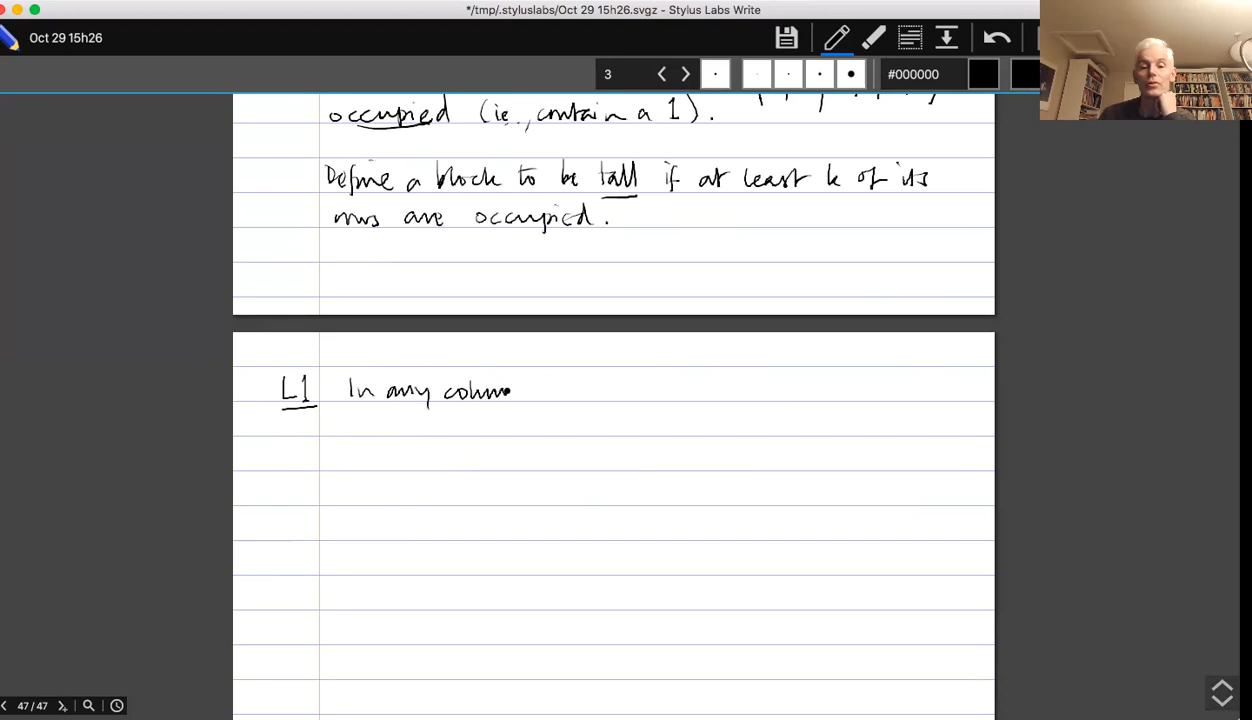 */tmp/.styluslabs/Oct 29 15h26.svgz - Stylus Labs Write
Oct 29 15h26
3
#000000
occupied (ie., contain a 1).
Define a block to be tall if at least k of its
rows are occupied.
L1 In any column
47/47